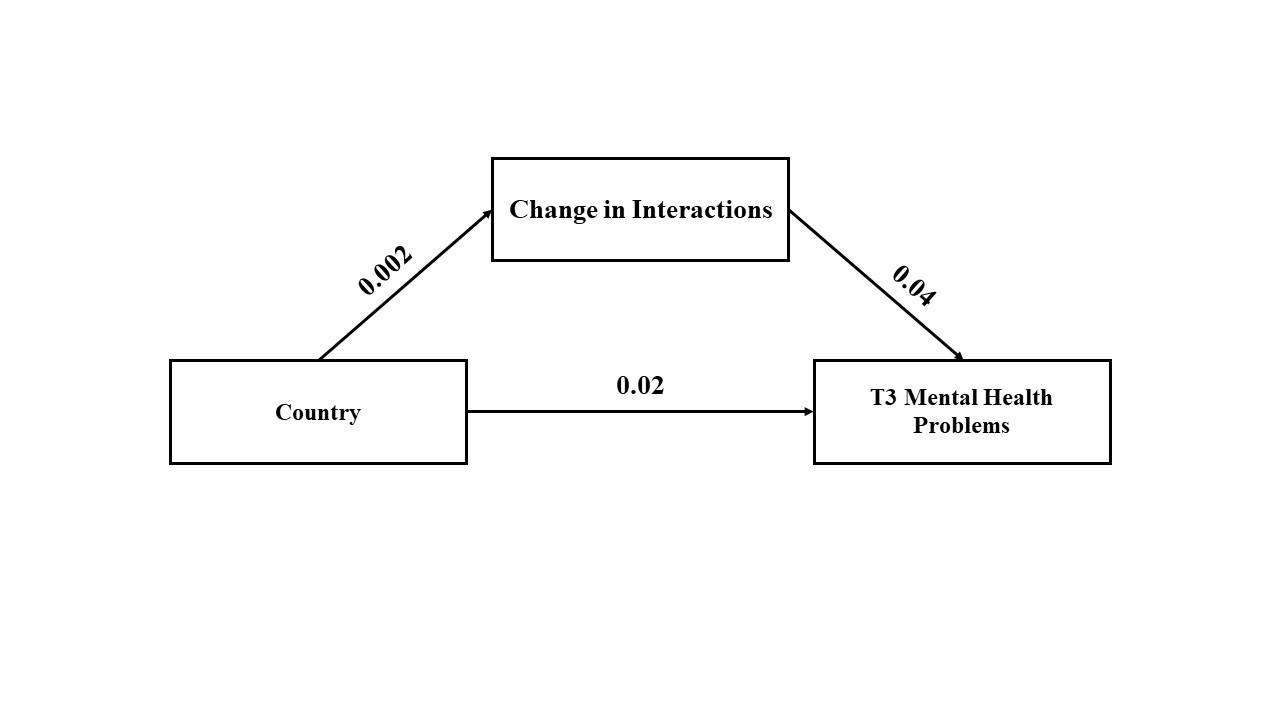 Change in Interactions
0.002
0.04
0.02
Country
T3 Mental Health
Problems